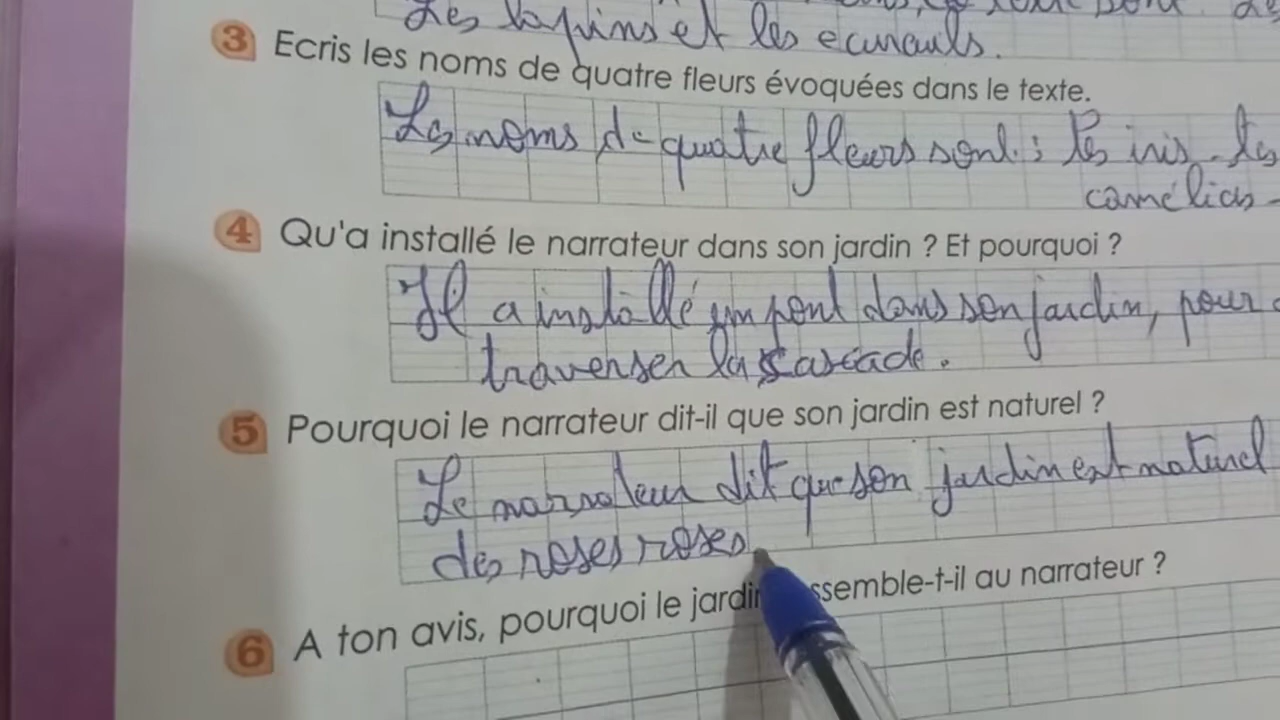 Les lapins et les ecureuils.
3 Ecris les noms de quatre fleurs évoquées dans le texte.
Les noms de quatre fleurs sont : les iris - les
camélias -
4 Qu'a installé le narrateur dans son jardin ? Et pourquoi ?
Il a installé un pont dans son jardin, pour
traverser la cascade.
5 Pourquoi le narrateur dit-il que son jardin est naturel ?
Le narrateur dit que son jardin est naturel
des roses roses
6 A ton avis, pourquoi le jardin ssemble-t-il au narrateur ?